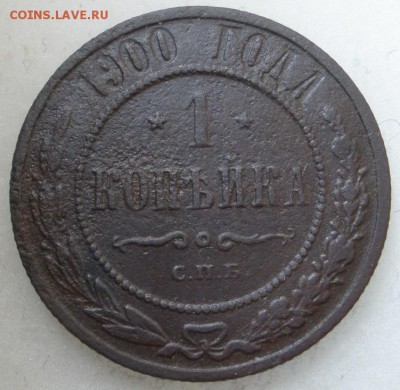 COINS.LAVE.RU
1900 ГОДА
* 1 *
КОПѢЙКА
С.П.Б.